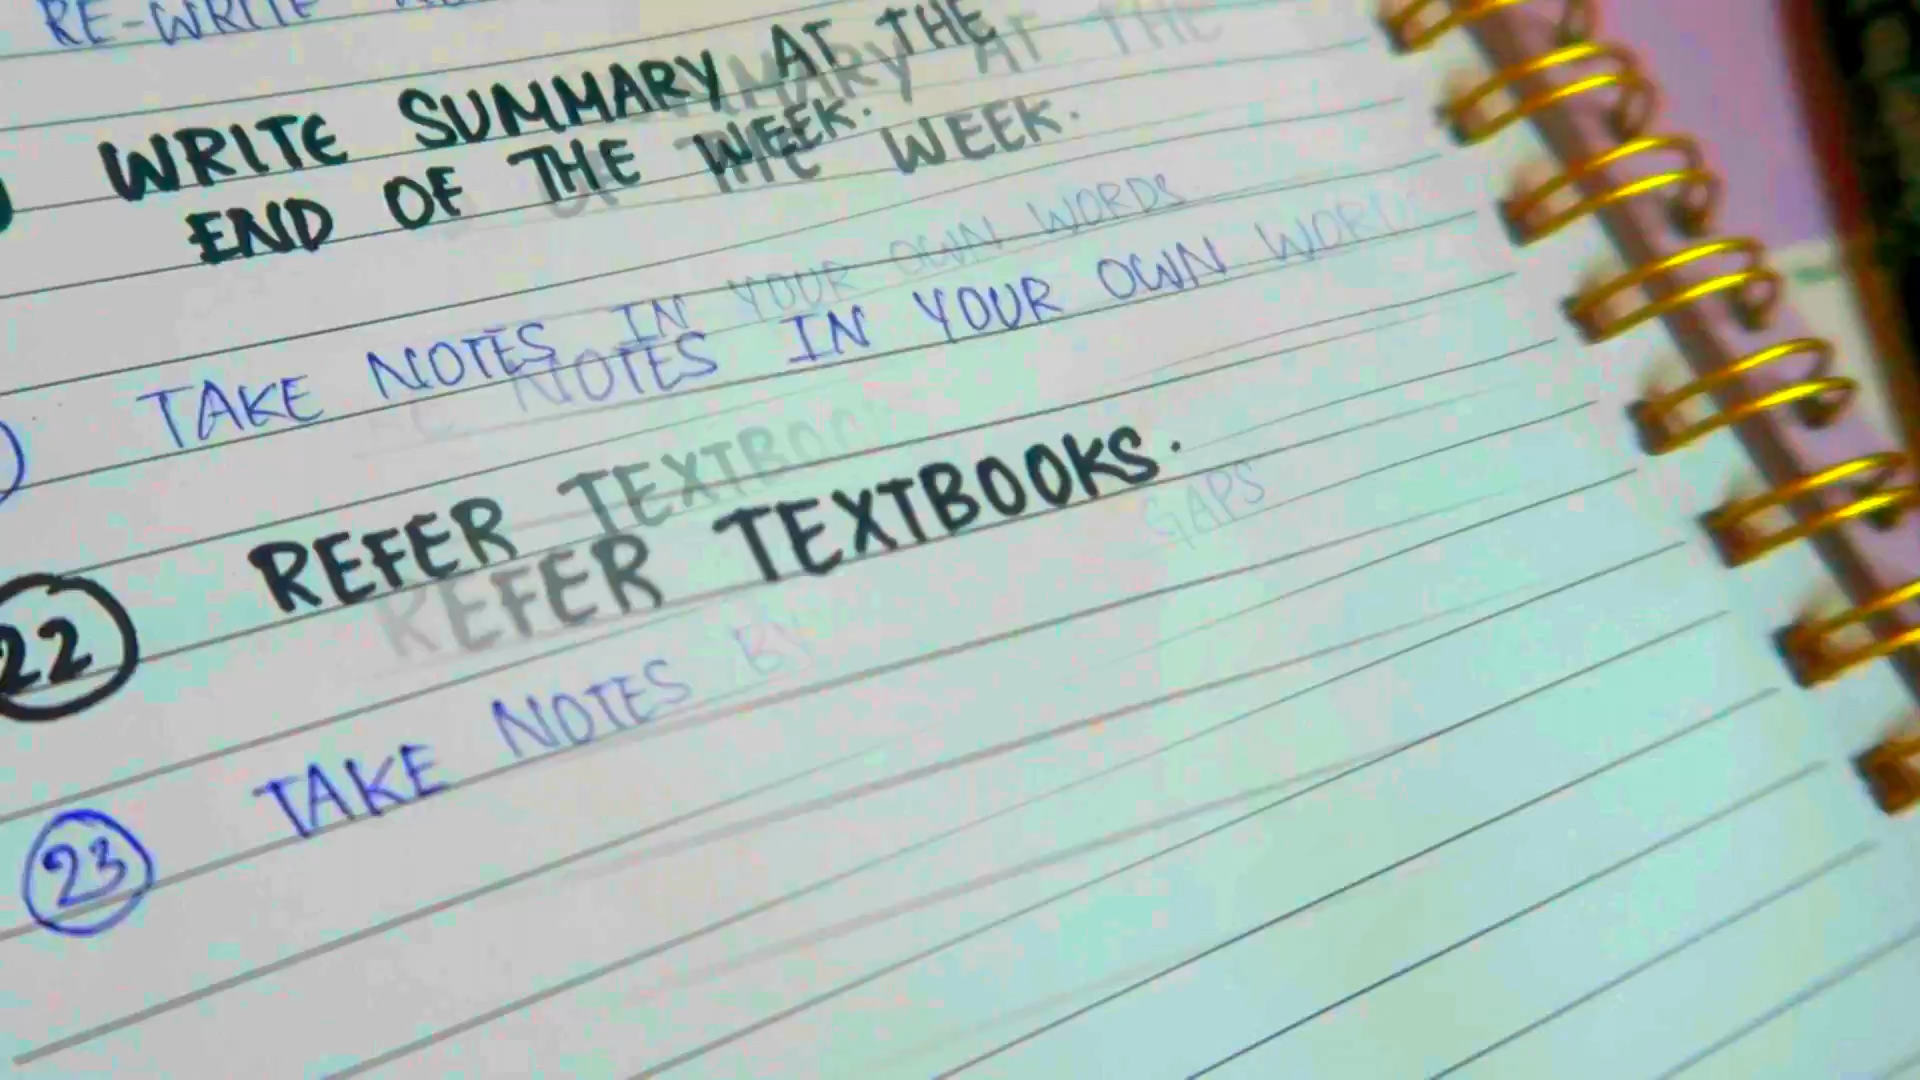 RE-WRITE
WRITE SUMMARY AT THE
END OF THE WEEK.
TAKE NOTES IN YOUR OWN WORDS
22 REFER TEXTBOOKS.
23 TAKE NOTES BY
GAPS